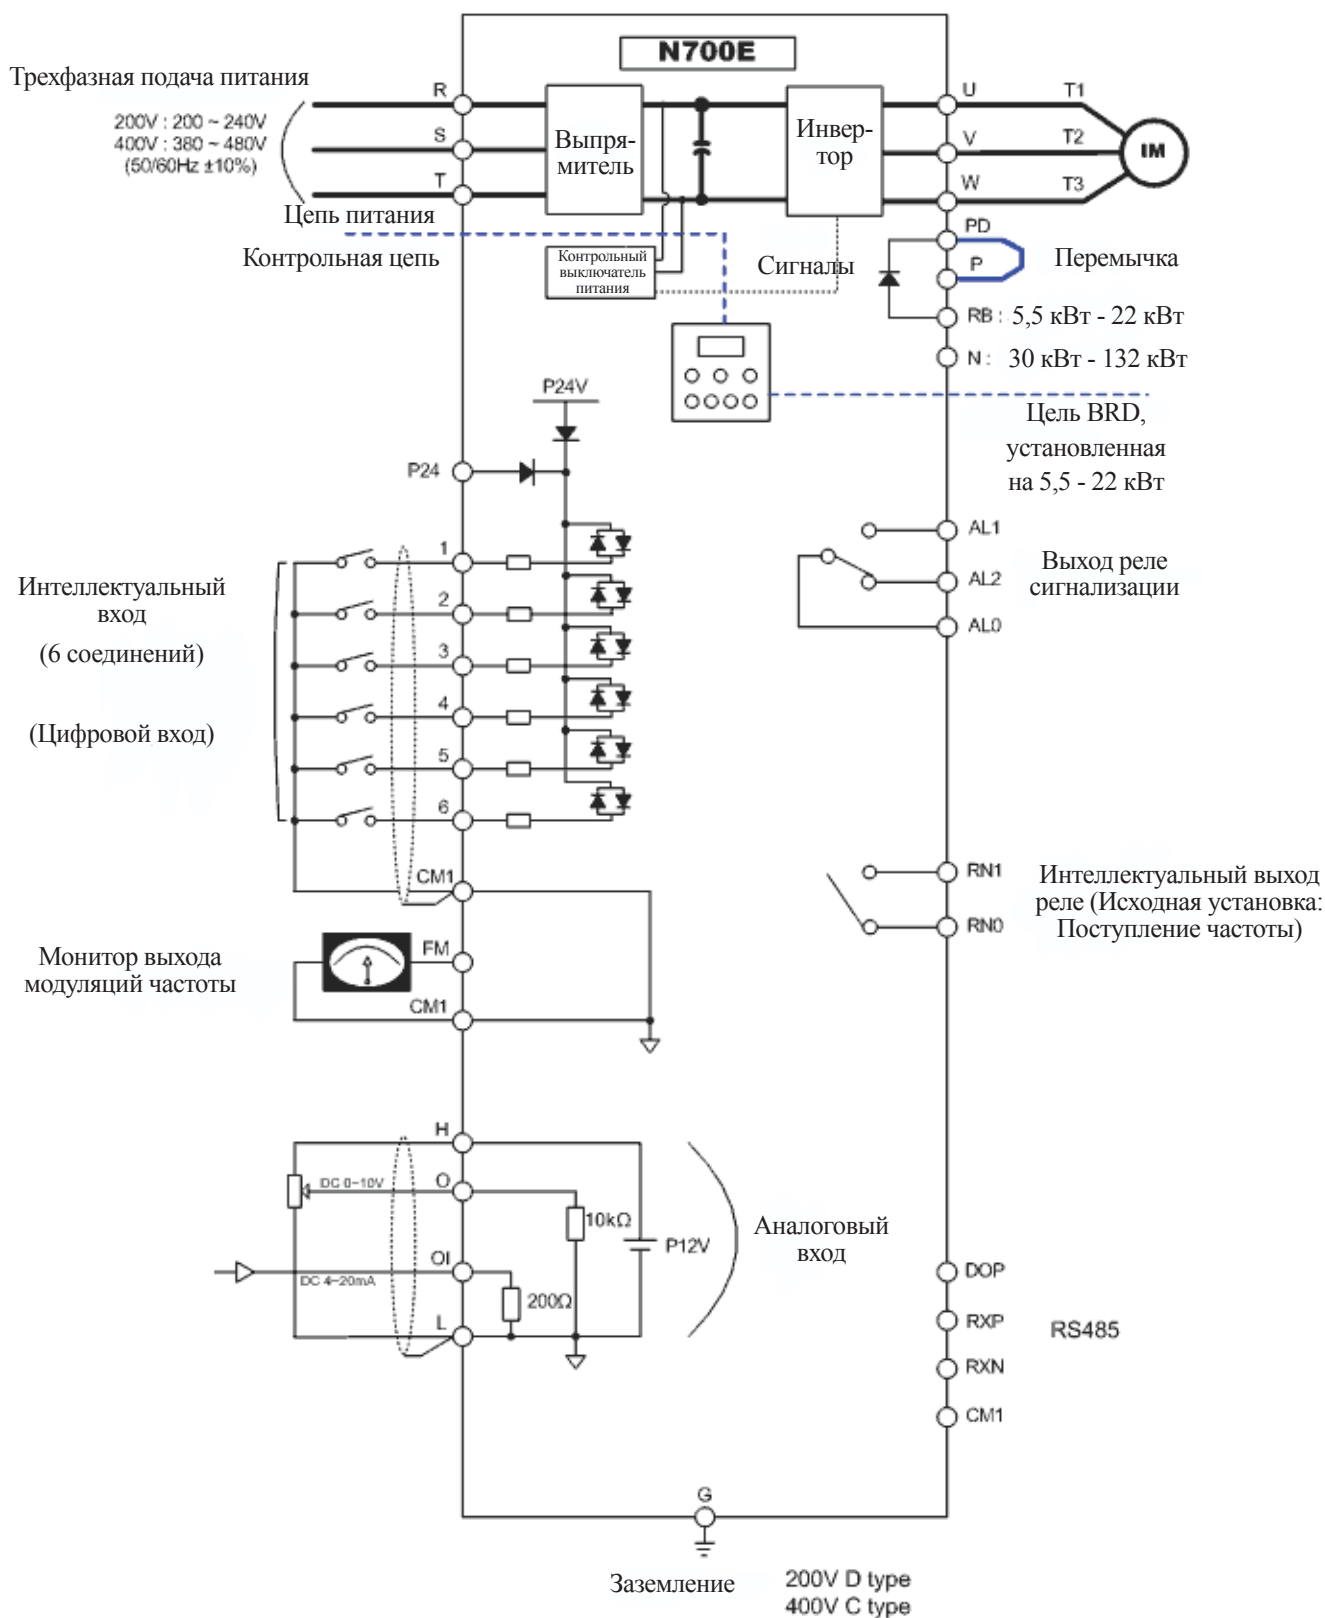 N700E
Трехфазная подача питания
200V : 200 ~ 240V
400V : 380 ~ 480V
(50/60Hz ±10%)
R
S
T
Выпря-
митель
Инвер-
тор
U
V
W
T1
T2
T3
IM
Цепь питания
Контрольная цепь
Контрольный
выключатель
питания
Сигналы
PD
P
Перемычка
RB : 5,5 кВт - 22 кВт
N : 30 кВт - 132 кВт
Цель BRD,
установленная
на 5,5 - 22 кВт
P24V
P24
Интеллектуальный
вход
(6 соединений)
(Цифровой вход)
1
2
3
4
5
6
CM1
AL1
AL2
AL0
Выход реле
сигнализации
RN1
RN0
Интеллектуальный выход
реле (Исходная установка:
Поступление частоты)
Монитор выхода
модуляций частоты
FM
CM1
H
O
OI
L
DC 0~10V
DC 4~20mA
10kΩ
200Ω
P12V
Аналоговый
вход
DOP
RXP
RXN
CM1
RS485
G
Заземление
200V D type
400V C type